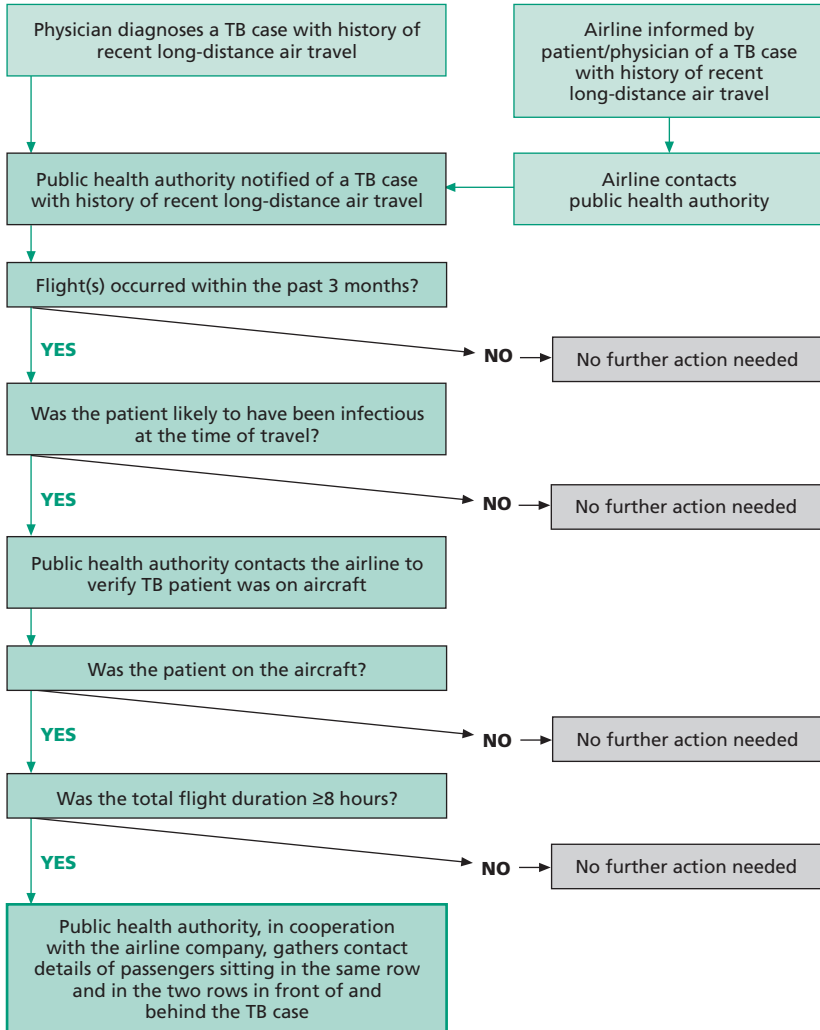 Physician diagnoses a TB case with history of
recent long-distance air travel
Airline informed by
patient/physician of a TB case
with history of recent
long-distance air travel
Public health authority notified of a TB case
with history of recent long-distance air travel
Airline contacts
public health authority
Flight(s) occurred within the past 3 months?
YES
NO
No further action needed
Was the patient likely to have been infectious
at the time of travel?
YES
NO
No further action needed
Public health authority contacts the airline to
verify TB patient was on aircraft
Was the patient on the aircraft?
YES
NO
No further action needed
Was the total flight duration ≥8 hours?
YES
NO
No further action needed
Public health authority, in cooperation
with the airline company, gathers contact
details of passengers sitting in the same row
and in the two rows in front of and
behind the TB case